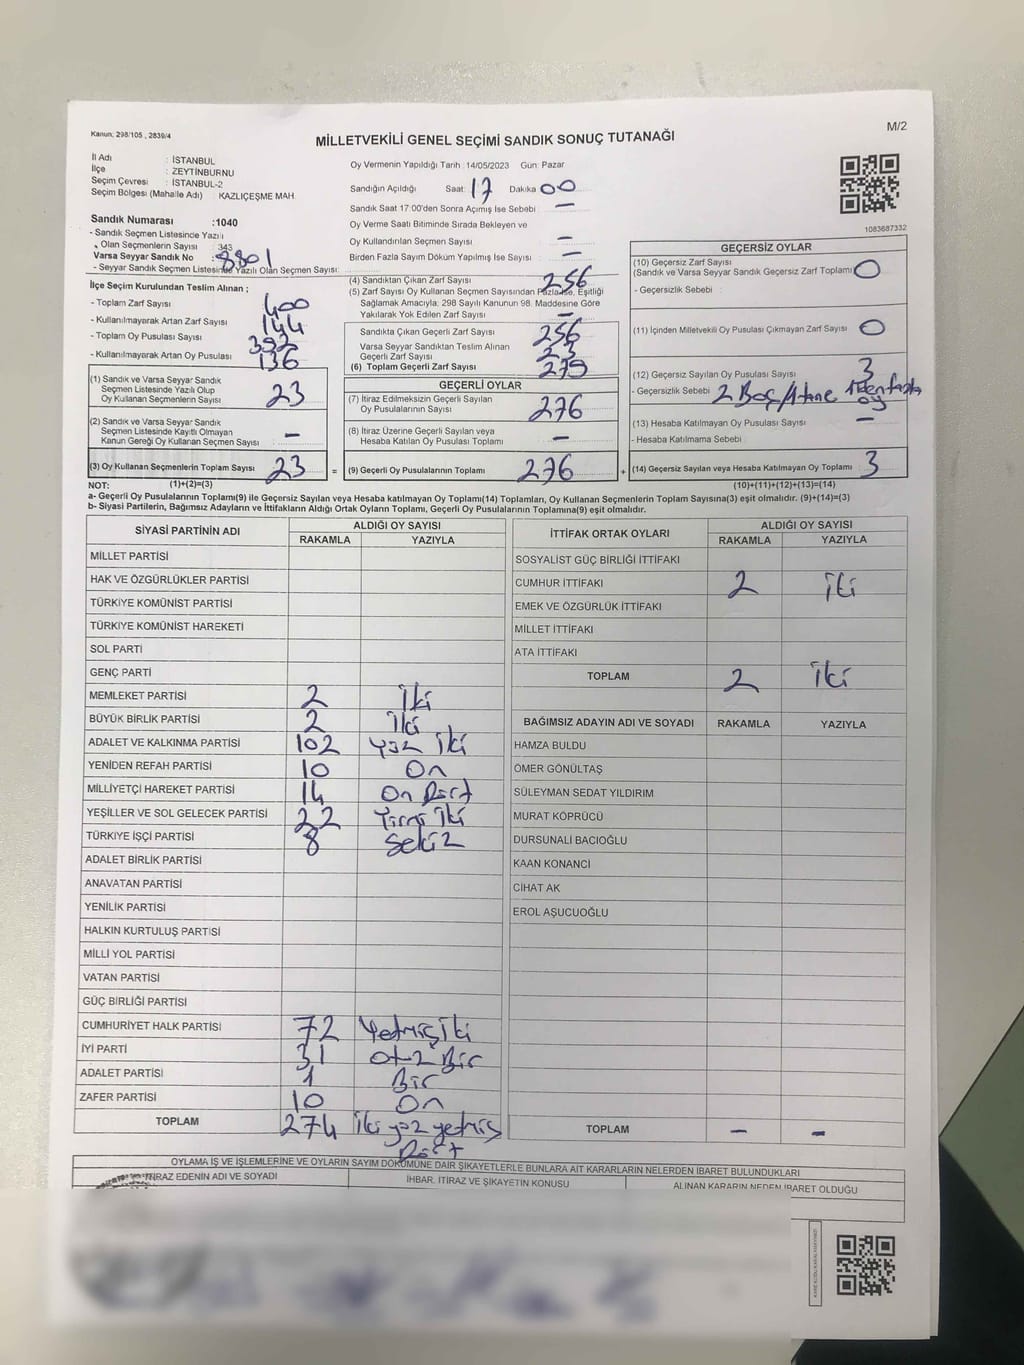 Kanun; 298/105 , 2839/4
M/2
MİLLETVEKİLİ GENEL SEÇİMİ SANDIK SONUÇ TUTANAĞI
İl Adı : İSTANBUL
İlçe : ZEYTİNBURNU
Seçim Çevresi : İSTANBUL-2
Seçim Bölgesi (Mahalle Adı) KAZLIÇEŞME MAH.
Sandık Numarası :1040
- Sandık Seçmen Listesinde Yazılı
Olan Seçmenlerin Sayısı : 343
Varsa Seyyar Sandık No : 8801
- Seyyar Sandık Seçmen Listesinde Yazılı Olan Seçmen Sayısı:
İlçe Seçim Kurulundan Teslim Alınan ;
- Toplam Zarf Sayısı 400
- Kullanılmayarak Artan Zarf Sayısı 144
- Toplam Oy Pusulası Sayısı 392
- Kullanılmayarak Artan Oy Pusulası 136
(1) Sandık ve Varsa Seyyar Sandık
Seçmen Listesinde Yazılı Olup
Oy Kullanan Seçmenlerin Sayısı 23
(2) Sandık ve Varsa Seyyar Sandık
Seçmen Listesinde Kayıtlı Olmayan
Kanun Gereği Oy Kullanan Seçmen Sayısı : –
(3) Oy Kullanan Seçmenlerin Toplam Sayısı 23 =
Oy Vermenin Yapıldığı Tarih : 14/05/2023 Gün: Pazar
Sandığın Açıldığı Saat: 17 Dakika 00
Sandık Saat 17:00'den Sonra Açımış İse Sebebi : –
Oy Verme Saati Bitiminde Sırada Bekleyen ve
Oy Kullandırılan Seçmen Sayısı –
Birden Fazla Sayım Döküm Yapılmış İse Sayısı : –
(4) Sandıktan Çıkan Zarf Sayısı 256
(5) Zarf Sayısı Oy Kullanan Seçmen Sayısından Fazla İse, Eşitliği
Sağlamak Amacıyla, 298 Sayılı Kanunun 98. Maddesine Göre
Yakılarak Yok Edilen Zarf Sayısı –
Sandıkta Çıkan Geçerli Zarf Sayısı 256
Varsa Seyyar Sandıktan Teslim Alınan
Geçerli Zarf Sayısı 23
(6) Toplam Geçerli Zarf Sayısı 279
GEÇERLİ OYLAR
(7) İtiraz Edilmeksizin Geçerli Sayılan
Oy Pusulalarının Sayısı 276
(8) İtiraz Üzerine Geçerli Sayılan veya
Hesaba Katılan Oy Pusulası Toplamı –
(9) Geçerli Oy Pusulalarının Toplamı 276 +
1083687332
GEÇERSİZ OYLAR
(10) Geçersiz Zarf Sayısı
(Sandık ve Varsa Seyyar Sandık Geçersiz Zarf Toplamı) 0
- Geçersizlik Sebebi :
(11) İçinden Milletvekili Oy Pusulası Çıkmayan Zarf Sayısı : 0
(12) Geçersiz Sayılan Oy Pusulası Sayısı : 3
- Geçersizlik Sebebi : 2 Boş/1tane 1den fazla
oy
(13) Hesaba Katılmayan Oy Pusulası Sayısı : –
- Hesaba Katılmama Sebebi :
(14) Geçersiz Sayılan veya Hesaba Katılmayan Oy Toplamı : 3
NOT: (1)+(2)=(3) (10)+(11)+(12)+(13)=(14)
a- Geçerli Oy Pusulalarının Toplamı(9) ile Geçersiz Sayılan veya Hesaba katılmayan Oy Toplamı(14) Toplamları, Oy Kullanan Seçmenlerin Toplam Sayısına(3) eşit olmalıdır. (9)+(14)=(3)
b- Siyasi Partilerin, Bağımsız Adayların ve İttifakların Aldığı Ortak Oyların Toplamı, Geçerli Oy Pusulalarının Toplamına(9) eşit olmalıdır.
SİYASİ PARTİNİN ADI ALDIĞI OY SAYISI
RAKAMLA YAZIYLA
MİLLET PARTİSİ
HAK VE ÖZGÜRLÜKLER PARTİSİ
TÜRKİYE KOMÜNİST PARTİSİ
TÜRKİYE KOMÜNİST HAREKETİ
SOL PARTİ
GENÇ PARTİ
MEMLEKET PARTİSİ 2 iki
BÜYÜK BİRLİK PARTİSİ 2 iki
ADALET VE KALKINMA PARTİSİ 102 yüz iki
YENİDEN REFAH PARTİSİ 10 On
MİLLİYETÇİ HAREKET PARTİSİ 14 On Dört
YEŞİLLER VE SOL GELECEK PARTİSİ 22 Yirmi iki
TÜRKİYE İŞÇİ PARTİSİ 8 Sekiz
ADALET BİRLİK PARTİSİ
ANAVATAN PARTİSİ
YENİLİK PARTİSİ
HALKIN KURTULUŞ PARTİSİ
MİLLİ YOL PARTİSİ
VATAN PARTİSİ
GÜÇ BİRLİĞİ PARTİSİ
CUMHURİYET HALK PARTİSİ 72 Yetmiş iki
İYİ PARTİ 31 Otuz Bir
ADALET PARTİSİ 1 Bir
ZAFER PARTİSİ 10 On
TOPLAM 274 iki yüz yetmiş
Dört
İTTİFAK ORTAK OYLARI ALDIĞI OY SAYISI
RAKAMLA YAZIYLA
SOSYALİST GÜÇ BİRLİĞİ İTTİFAKI
CUMHUR İTTİFAKI 2 iki
EMEK VE ÖZGÜRLÜK İTTİFAKI
MİLLET İTTİFAKI
ATA İTTİFAKI
TOPLAM 2 iki
BAĞIMSIZ ADAYIN ADI VE SOYADI RAKAMLA YAZIYLA
HAMZA BULDU
ÖMER GÖNÜLTAŞ
SÜLEYMAN SEDAT YILDIRIM
MURAT KÖPRÜCÜ
DURSUNALİ BACIOĞLU
KAAN KONANCİ
CİHAT AK
EROL AŞUCUOĞLU
TOPLAM – –
OYLAMA İŞ VE İŞLEMLERİNE VE OYLARIN SAYIM DÖKÜMÜNE DAİR ŞİKAYETLERLE BUNLARA AİT KARARLARIN NELERDEN İBARET BULUNDUKLARI
İTİRAZ EDENİN ADI VE SOYADI İHBAR, İTİRAZ VE ŞİKAYETİN KONUSU ALINAN KARARIN NEDEN İBARET OLDUĞU